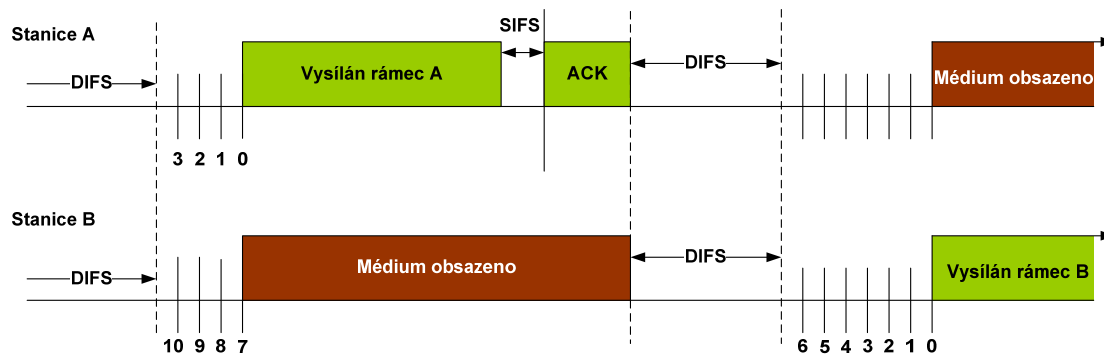 SIFS
Stanice A
DIFS
Vysílán rámec A
ACK
DIFS
Médium obsazeno
3 2 1 0
Stanice B
DIFS
Médium obsazeno
DIFS
Vysílán rámec B
10 9 8 7
6 5 4 3 2 1 0